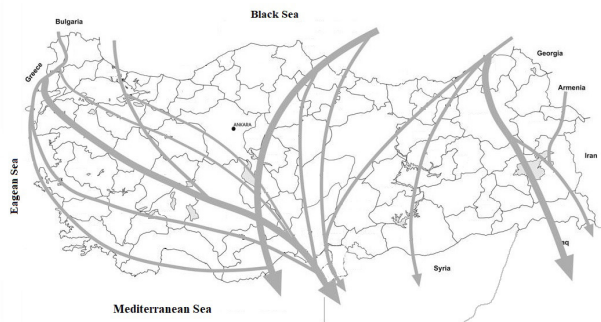 Black Sea
Bulgaria
Greece
Georgia
Armenia
ANKARA
Iran
Eagean Sea
Syria
Mediterranean Sea